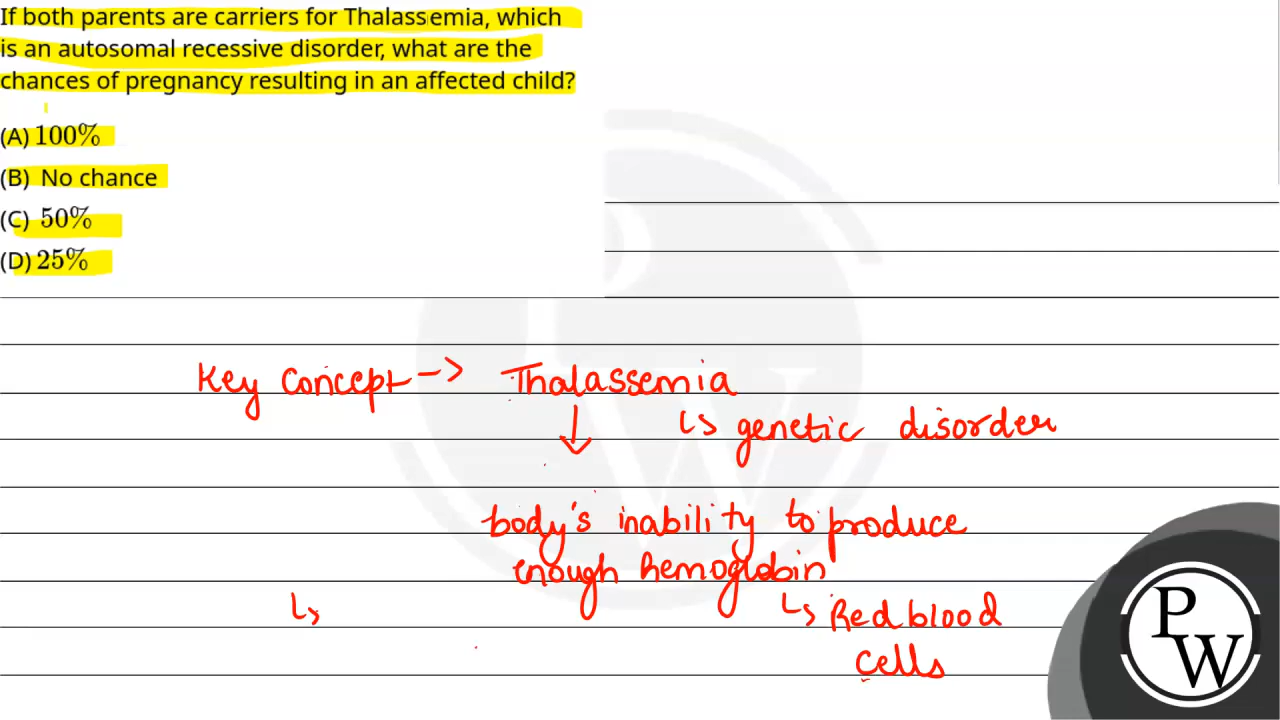 If both parents are carriers for Thalassemia, which
is an autosomal recessive disorder, what are the
chances of pregnancy resulting in an affected child?
(A) 100%
(B) No chance
(C) 50%
(D) 25%
Key Concept -> Thalassemia
↓ ↳ genetic disorder
body's inability to produce
enough hemoglobin
↳ ↳ Red blood
cells
PW